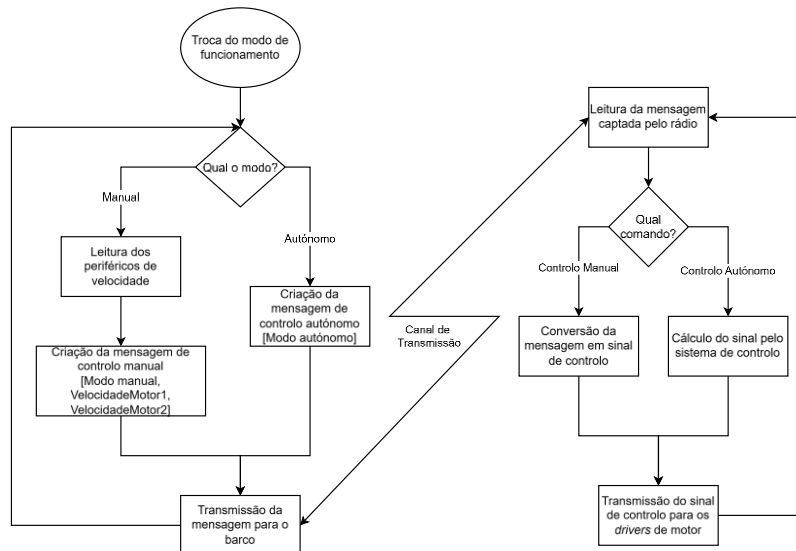 Troca do modo de
funcionamento
Qual o modo?
Manual
Autónomo
Leitura dos
periféricos de
velocidade
Criação da
mensagem de
controlo autónomo
[Modo autónomo]
Criação da mensagem de
controlo manual
[Modo manual,
VelocidadeMotor1,
VelocidadeMotor2]
Transmissão da
mensagem para o
barco
Canal de
Transmissão
Leitura da mensagem
captada pelo rádio
Qual
comando?
Controlo Manual
Controlo Autónomo
Conversão da
mensagem em sinal
de controlo
Cálculo do sinal pelo
sistema de controlo
Transmissão do sinal
de controlo para os
drivers de motor